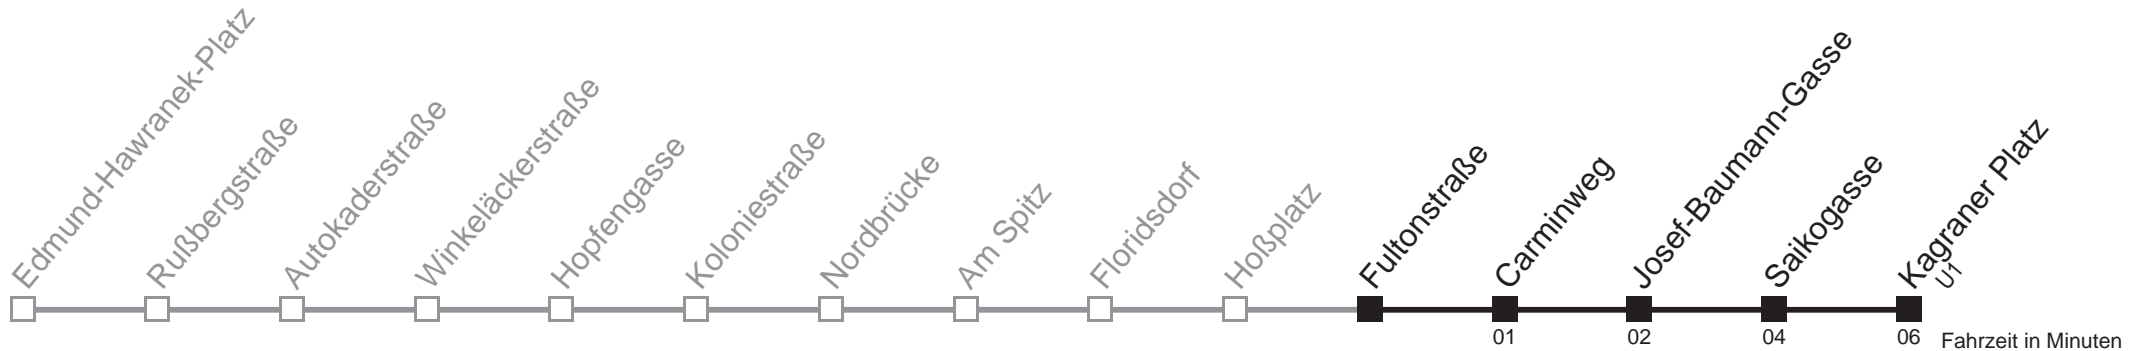 Edmund-Hawranek-Platz
Rußbergstraße
Autokaderstraße
Winkeläckerstraße
Hopfengasse
Koloniestraße
Nordbrücke
Am Spitz
Floridsdorf
Hoßplatz
Fultonstraße
Carminweg
Josef-Baumann-Gasse
Saikogasse
Kagraner Platz
U1
01
02
04
06
Fahrzeit in Minuten